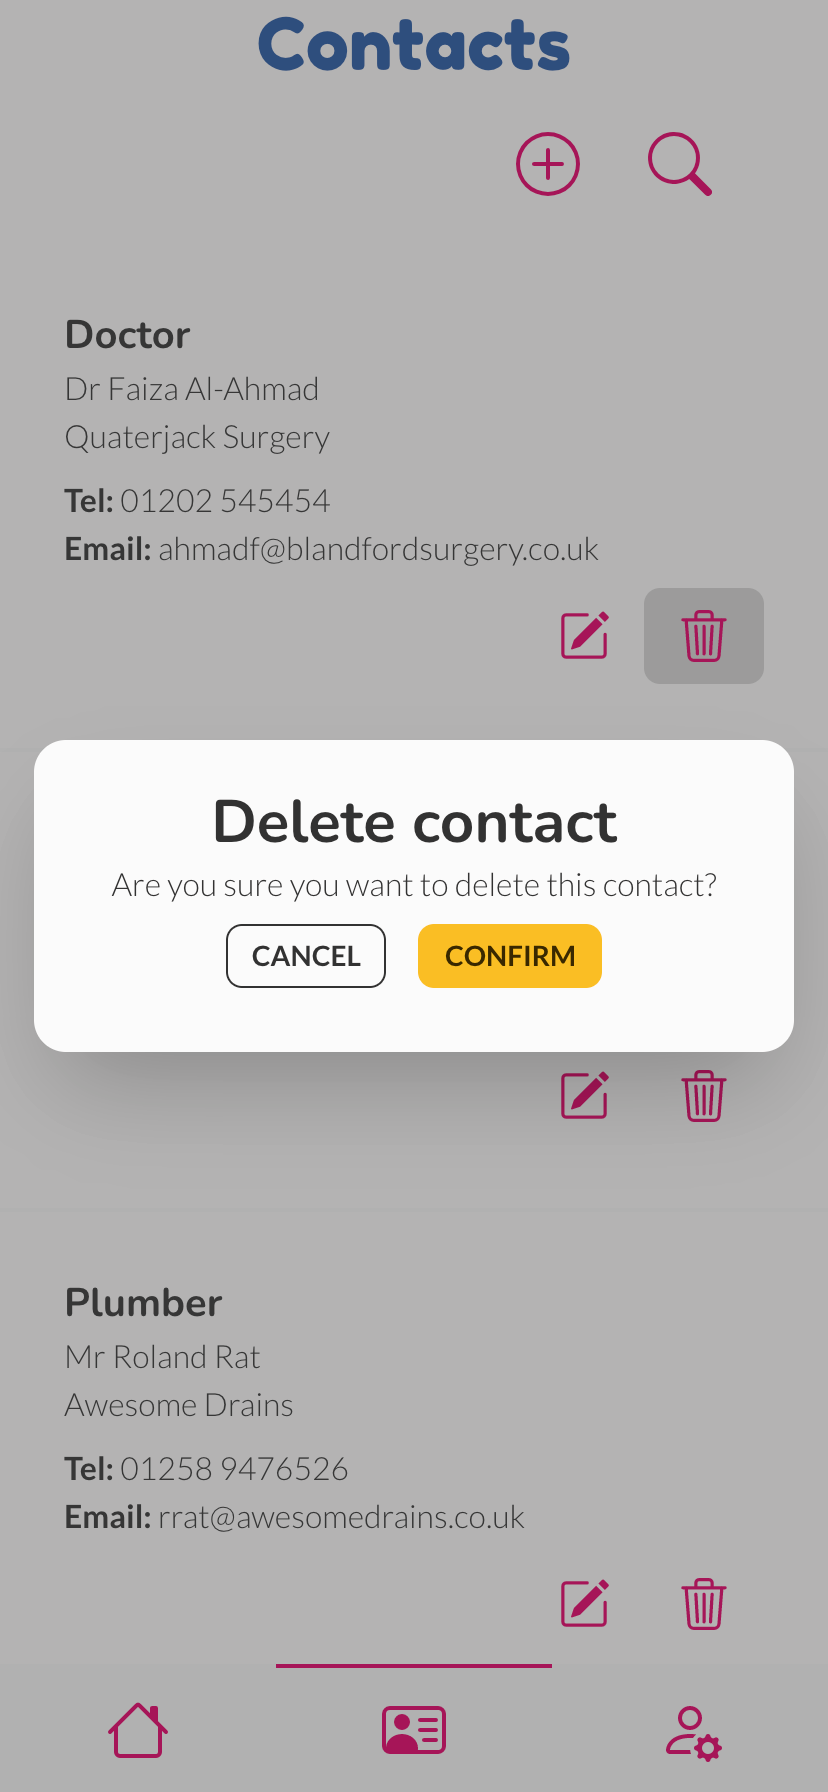 Contacts
Doctor
Dr Faiza Al-Ahmad
Quaterjack Surgery
Tel: 01202 545454
Email: ahmadf@blandfordsurgery.co.uk
Delete contact
Are you sure you want to delete this contact?
CANCEL CONFIRM
Plumber
Mr Roland Rat
Awesome Drains
Tel: 01258 9476526
Email: rrat@awesomedrains.co.uk